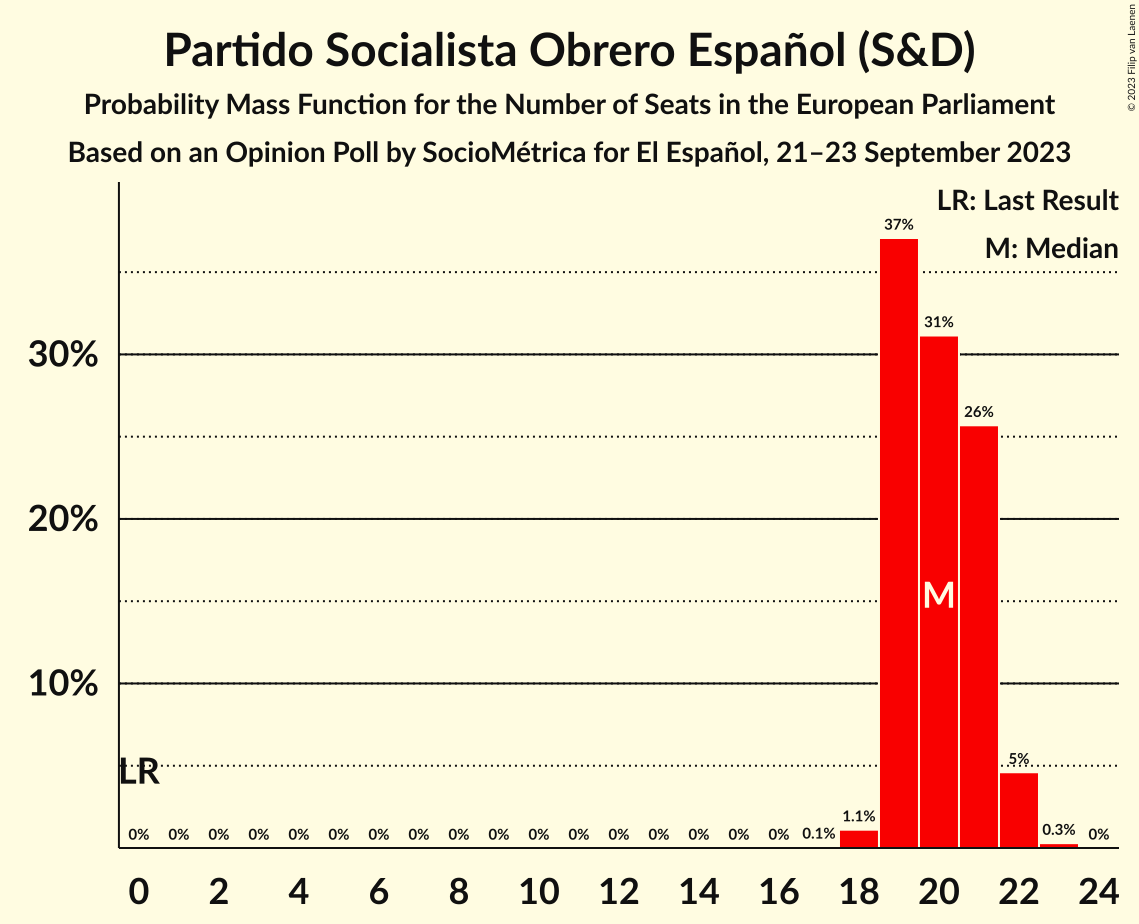 Partido Socialista Obrero Español (S&D)
Probability Mass Function for the Number of Seats in the European Parliament
Based on an Opinion Poll by SocioMétrica for El Español, 21–23 September 2023
© 2023 Filip van Laenen
LR: Last Result
M: Median
37%
31%
26%
5%
1.1%
0.3%
30%
20%
10%
M
LR
0% 0% 0% 0% 0% 0% 0% 0% 0% 0% 0% 0% 0% 0% 0% 0% 0% 0.1% 0%
0 2 4 6 8 10 12 14 16 18 20 22 24